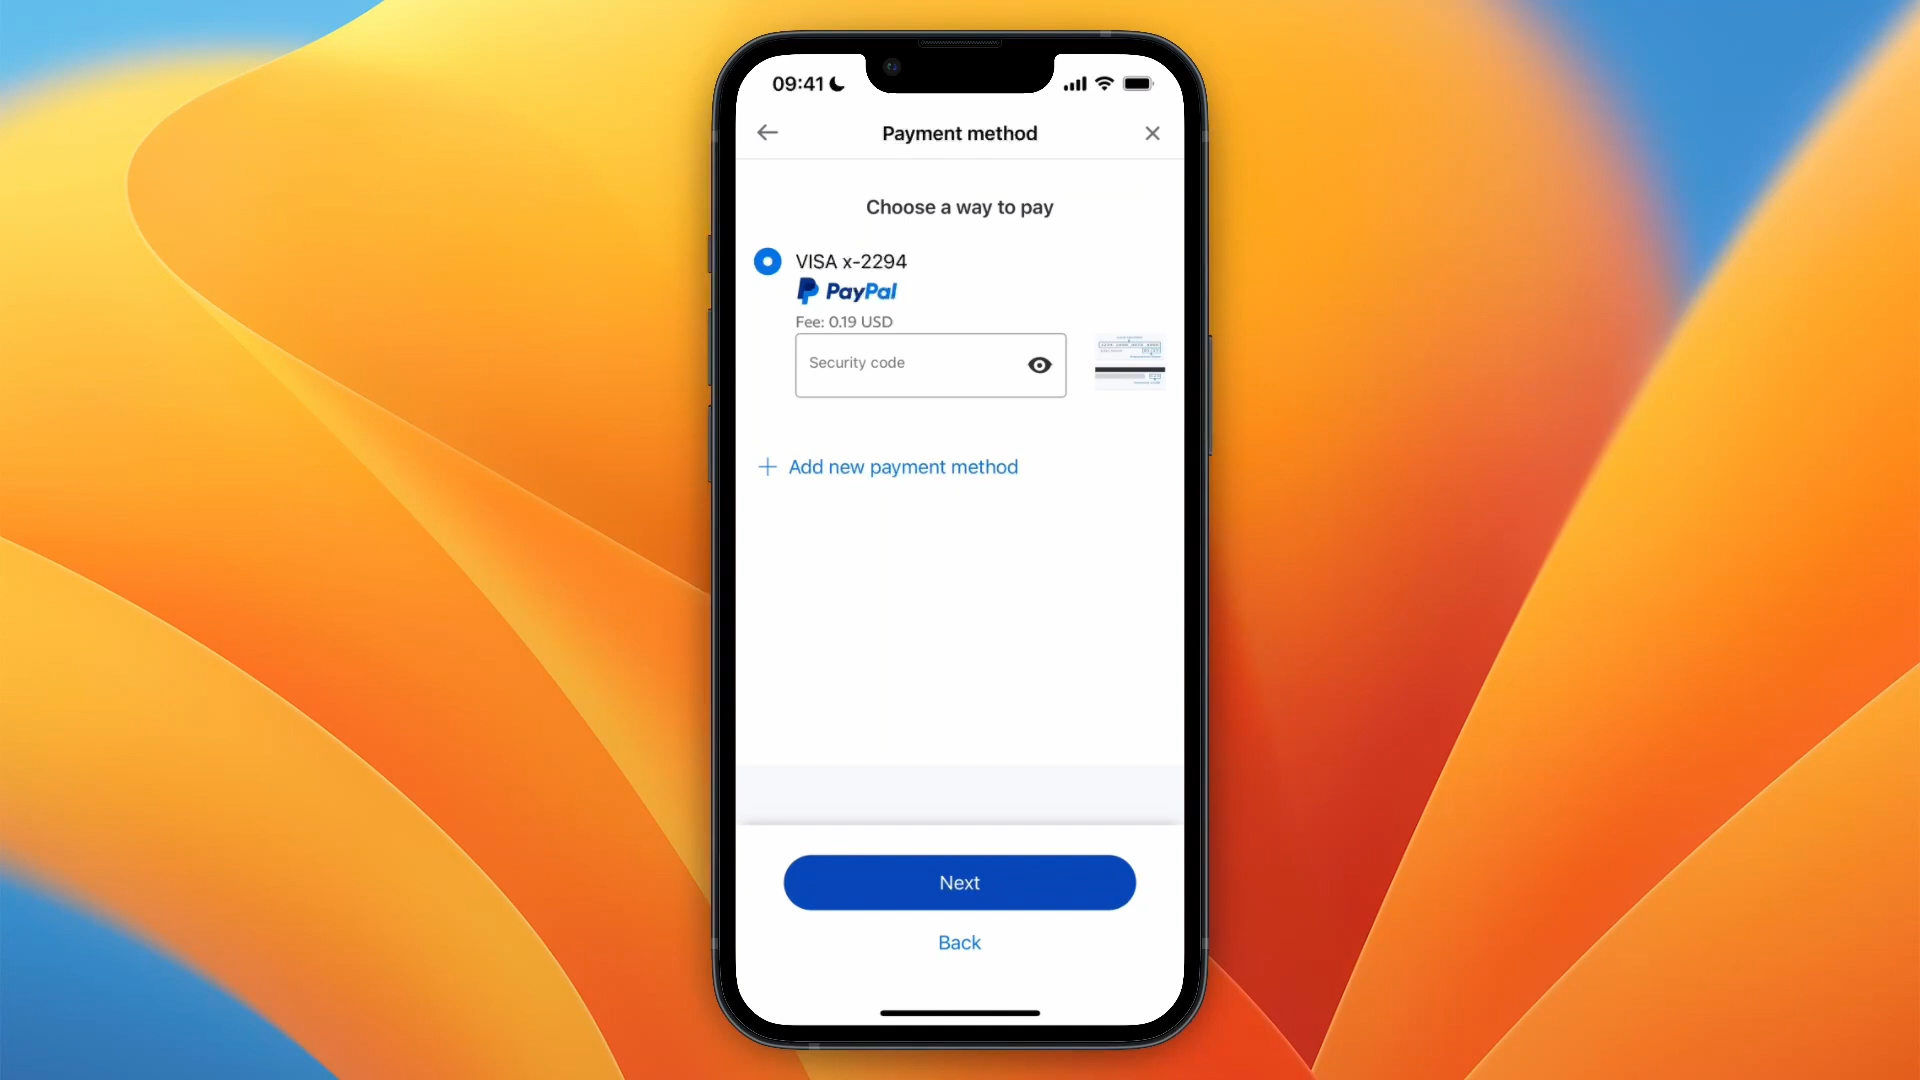 09:41
Payment method
Choose a way to pay
VISA x-2294
PayPal
Fee: 0.19 USD
Security code
Add new payment method
Next
Back